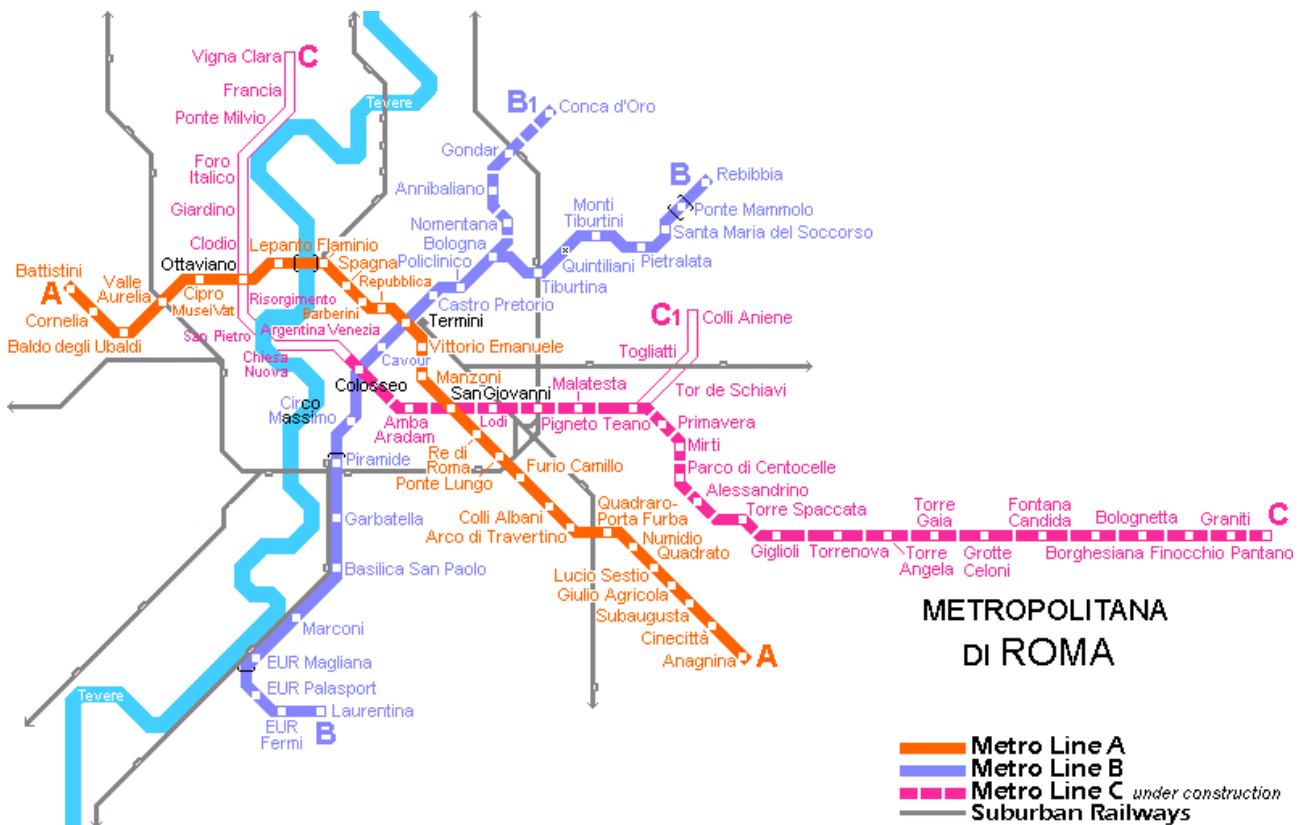 Vigna Clara
C
Francia
Ponte Milvio
Tevere
B1
Conca d'Oro
Gondar
Foro
Italico
Annibaliano
B
Rebibbia
Giardino
Monti
Tiburtini
Ponte Mammolo
Clodio
Nomentana
Santa Maria del Soccorso
Lepanto
Flaminio
Bologna
Policlinico
Quintiliani
Pietralata
Battistini
Valle
Aurelia
Ottaviano
Spagna
Tiburtina
A
Cipro
MuseiVat
Risorgimento
Repubblica
Castro Pretorio
Cornelia
Barberini
Termini
C1
Colli Aniene
Baldo degli Ubaldi
San Pietro
Argentina
Venezia
Vittorio Emanuele
Togliatti
Chiesa
Nuova
Cavour
Colosseo
Manzoni
SanGiovanni
Malatesta
Tor de Schiavi
Circo
Massimo
Amba
Aradam
Lodi
Pigneto
Teano
Primavera
Mirti
Piramide
Re di
Roma
Furio Camillo
Parco di Centocelle
Ponte Lungo
Alessandrino
Garbatella
Colli Albani
Quadraro-
Porta Furba
Torre Spaccata
Torre
Gaia
Fontana
Candida
Bolognetta
Graniti
C
Arco di Travertino
Numidio
Quadrato
Giglioli
Torrenova
Torre
Angela
Grotte
Celoni
Borghesiana
Finocchio
Pantano
Basilica San Paolo
Lucio Sestio
Giulio Agricola
Subaugusta
Marconi
Cinecittà
Anagnina
A
METROPOLITANA
DI ROMA
EUR Magliana
EUR Palasport
Tevere
Laurentina
EUR
Fermi
B
Metro Line A
Metro Line B
Metro Line C under construction
Suburban Railways